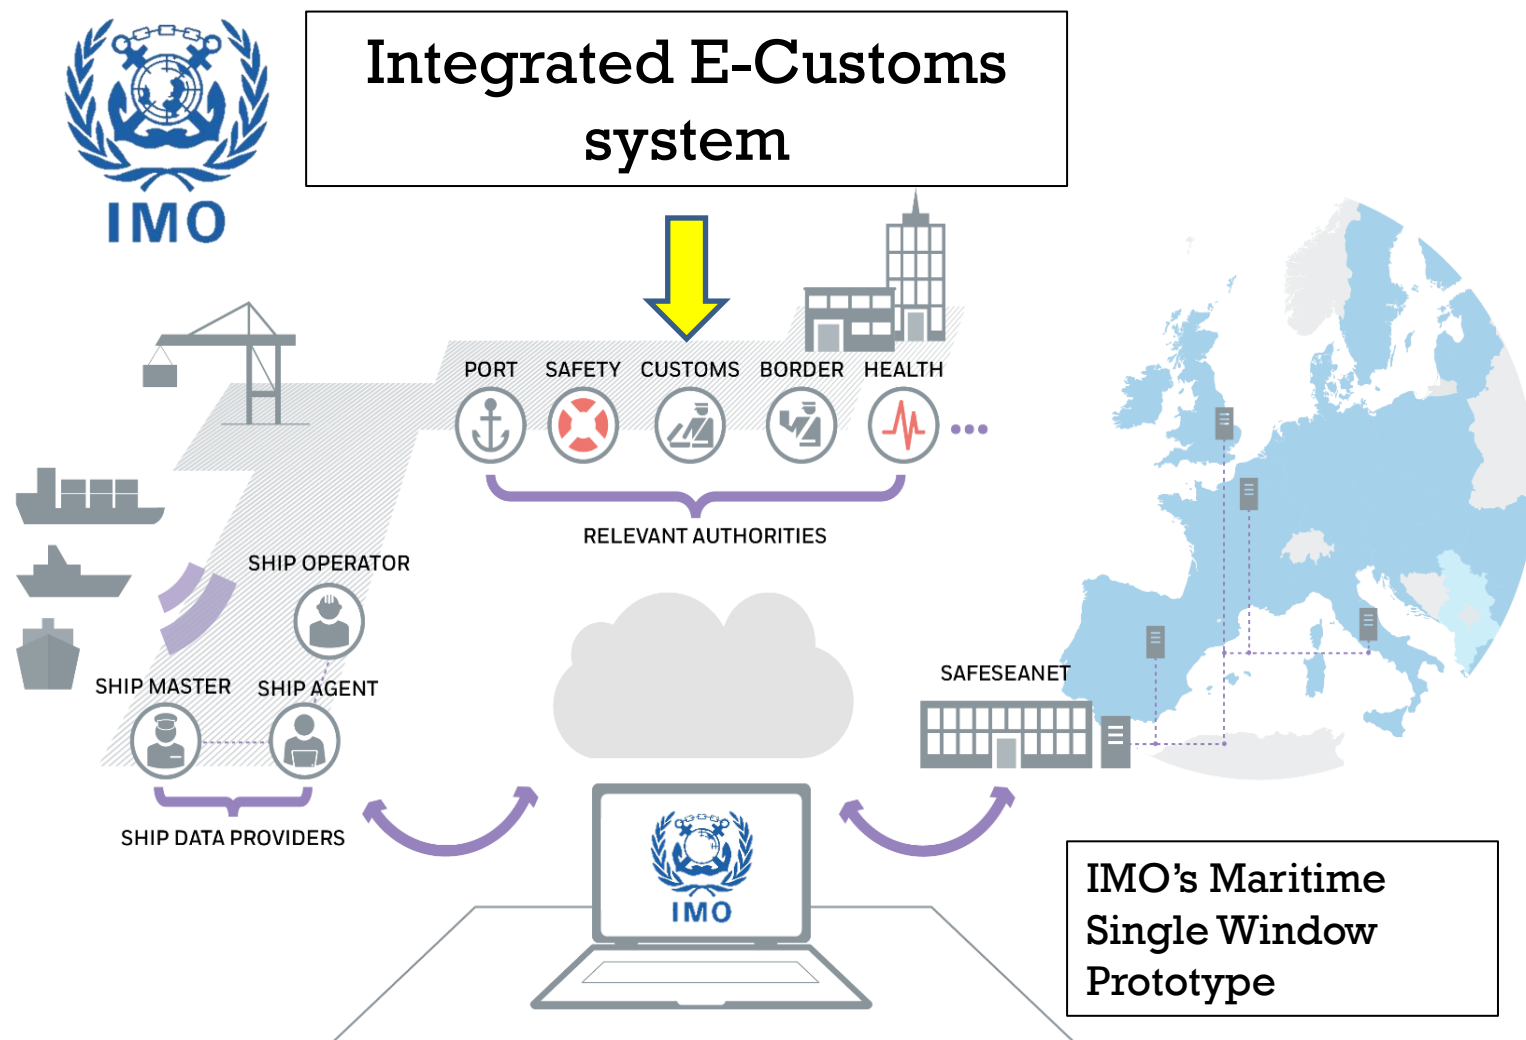 IMO
Integrated E-Customs
system
PORT
SAFETY
CUSTOMS
BORDER
HEALTH
RELEVANT AUTHORITIES
SHIP OPERATOR
SHIP MASTER
SHIP AGENT
SHIP DATA PROVIDERS
SAFESEANET
IMO
IMO’s Maritime
Single Window
Prototype